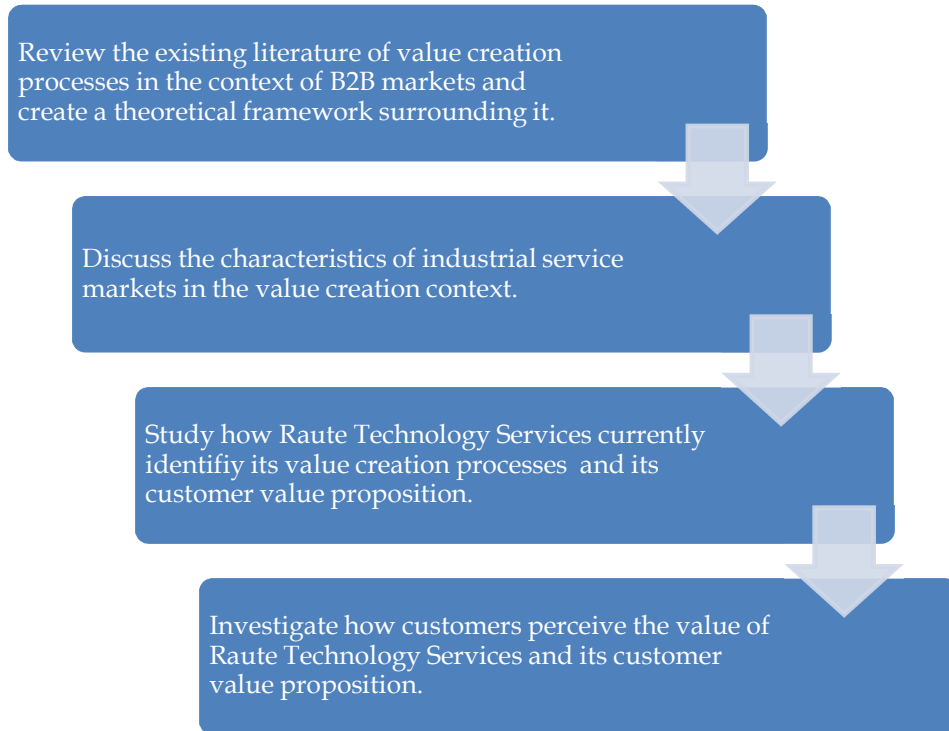 Review the existing literature of value creation
processes in the context of B2B markets and
create a theoretical framework surrounding it.
Discuss the characteristics of industrial service
markets in the value creation context.
Study how Raute Technology Services currently
identifiy its value creation processes and its
customer value proposition.
Investigate how customers perceive the value of
Raute Technology Services and its customer
value proposition.